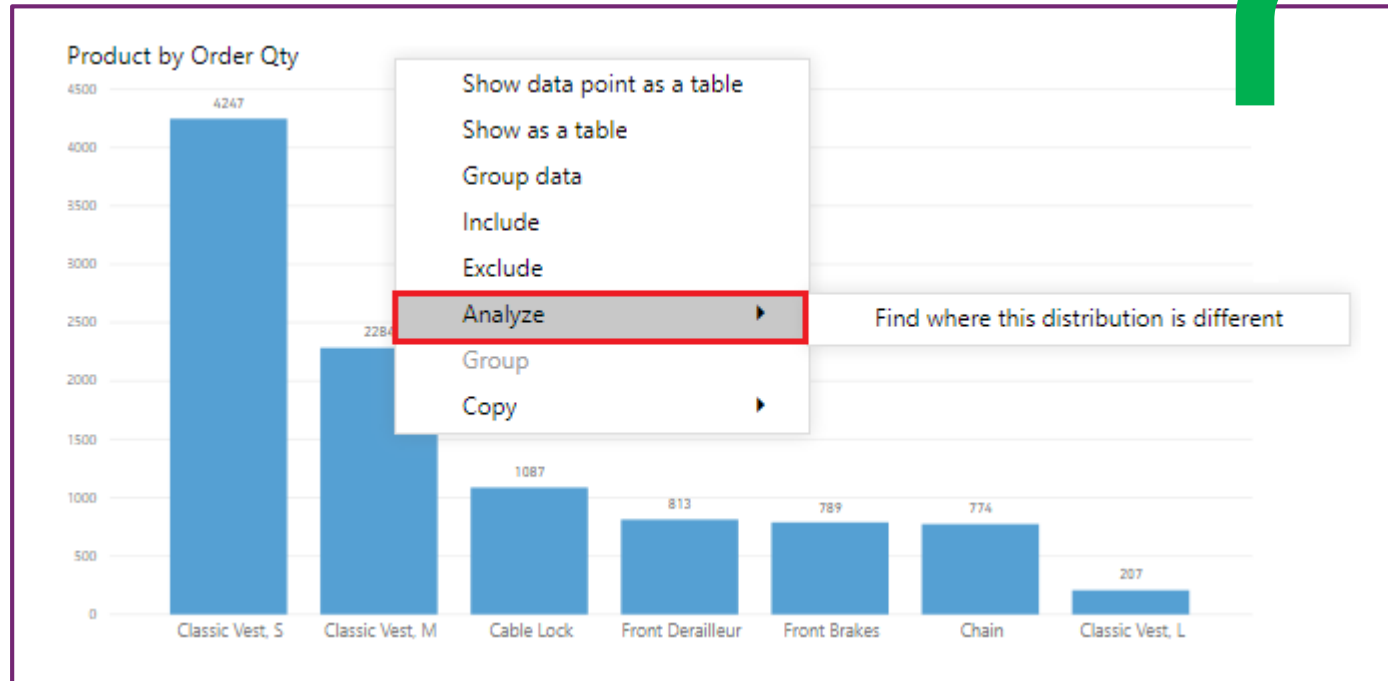 Product by Order Qty
4500
4000
3500
3000
2500
2000
1500
1000
500
0
4247
2284
1087
813
789
774
207
Classic Vest, S
Classic Vest, M
Cable Lock
Front Derailleur
Front Brakes
Chain
Classic Vest, L
Show data point as a table
Show as a table
Group data
Include
Exclude
Analyze
Group
Copy
Find where this distribution is different